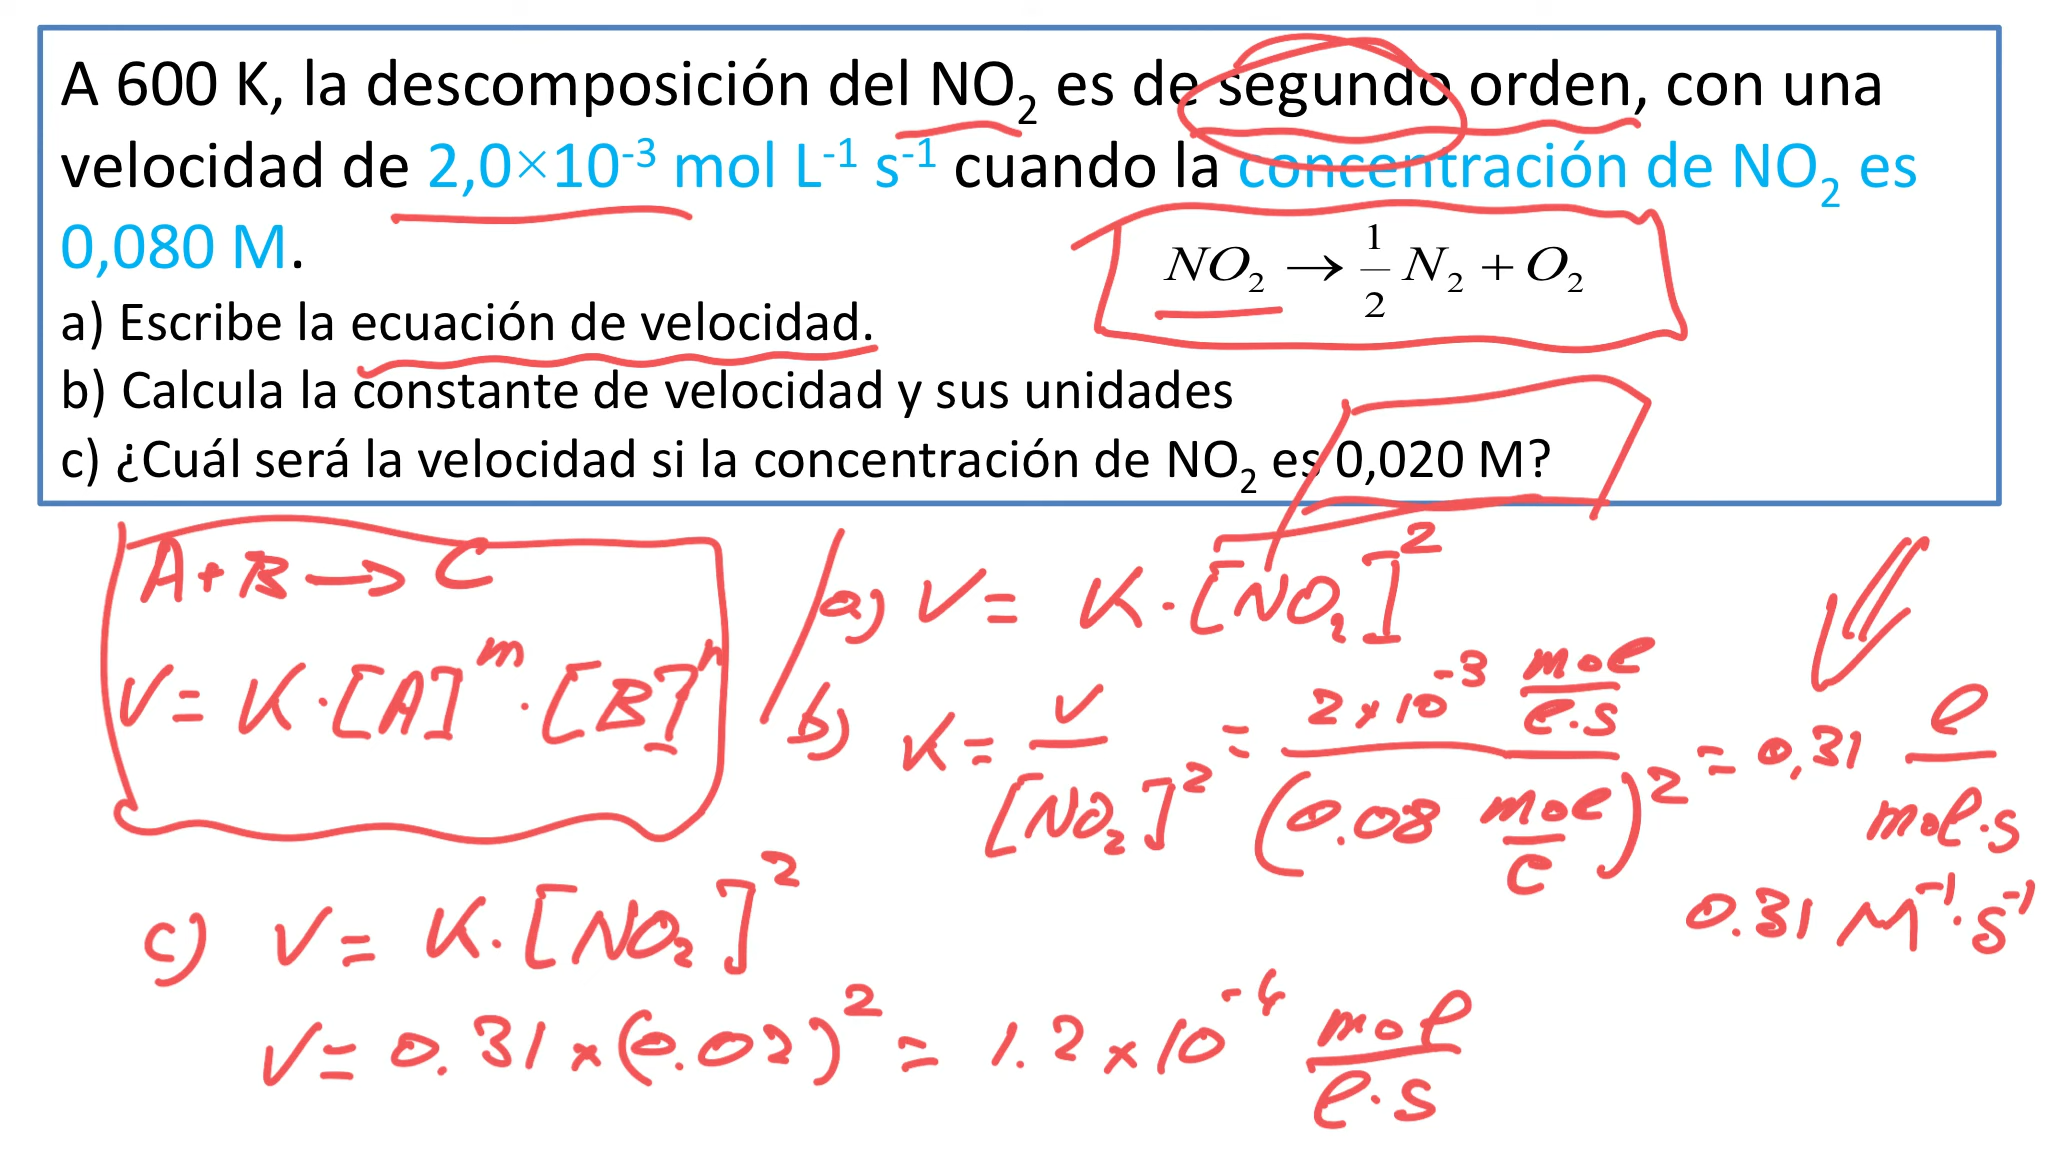 A 600 K, la descomposición del NO₂ es de segundo orden, con una
velocidad de 2,0×10⁻³ mol L⁻¹ s⁻¹ cuando la concentración de NO₂ es
0,080 M.
NO₂ → 1/2 N₂ + O₂
a) Escribe la ecuación de velocidad.
b) Calcula la constante de velocidad y sus unidades
c) ¿Cuál será la velocidad si la concentración de NO₂ es 0,020 M?
A + B → C
V = K · [A]ᵐ · [B]ⁿ
a) V = K · [NO₂]²
b) K = V / [NO₂]² = 2 × 10⁻³ mol/ℓ·s / (0.08 mol/ℓ)² = 0,31 ℓ / mol·s
0.31 M⁻¹·s⁻¹
c) V = K · [NO₂]²
V = 0.31 × (0.02)² = 1.2 × 10⁻⁴ mol / ℓ·s